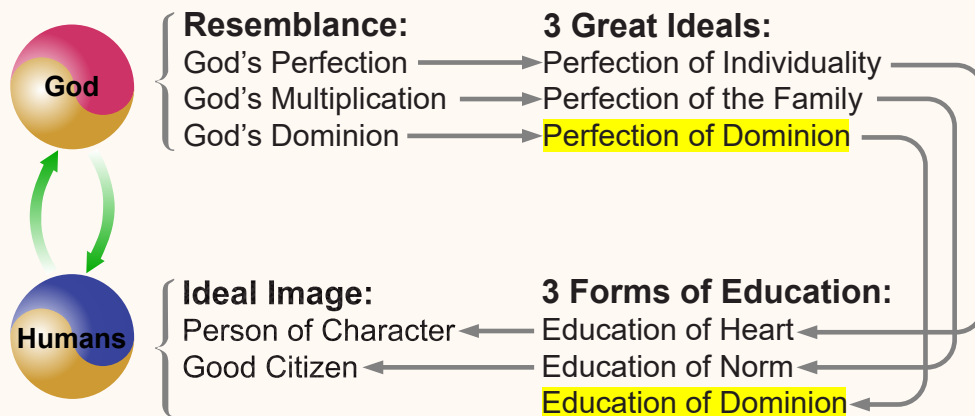 God
Resemblance:
God's Perfection
God's Multiplication
God's Dominion
3 Great Ideals:
Perfection of Individuality
Perfection of the Family
Perfection of Dominion
Humans
Ideal Image:
Person of Character
Good Citizen
3 Forms of Education:
Education of Heart
Education of Norm
Education of Dominion